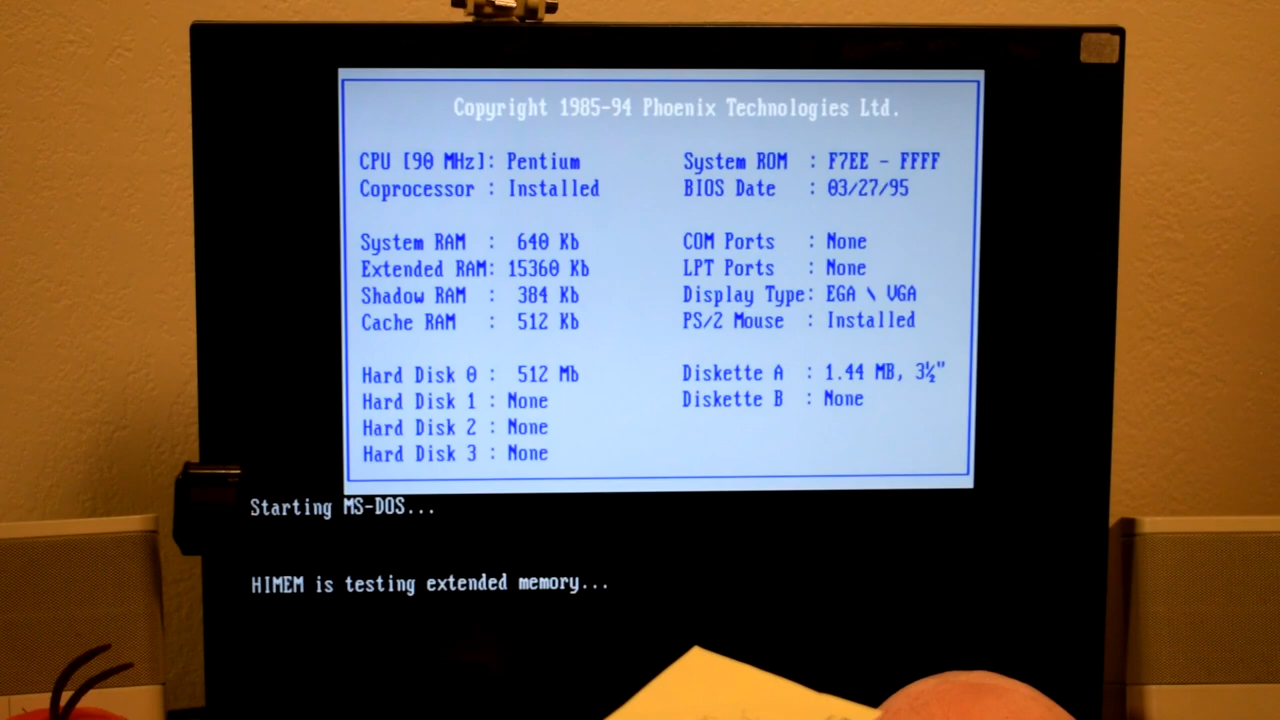 Copyright 1985-94 Phoenix Technologies Ltd.
CPU [90 MHz]: Pentium
Coprocessor : Installed
System ROM : F7EE - FFFF
BIOS Date : 03/27/95
System RAM : 640 Kb
Extended RAM: 15360 Kb
Shadow RAM : 384 Kb
Cache RAM : 512 Kb
COM Ports : None
LPT Ports : None
Display Type: EGA \ VGA
PS/2 Mouse : Installed
Hard Disk 0 : 512 Mb
Hard Disk 1 : None
Hard Disk 2 : None
Hard Disk 3 : None
Diskette A : 1.44 MB, 3½"
Diskette B : None
Starting MS-DOS...
HIMEM is testing extended memory...